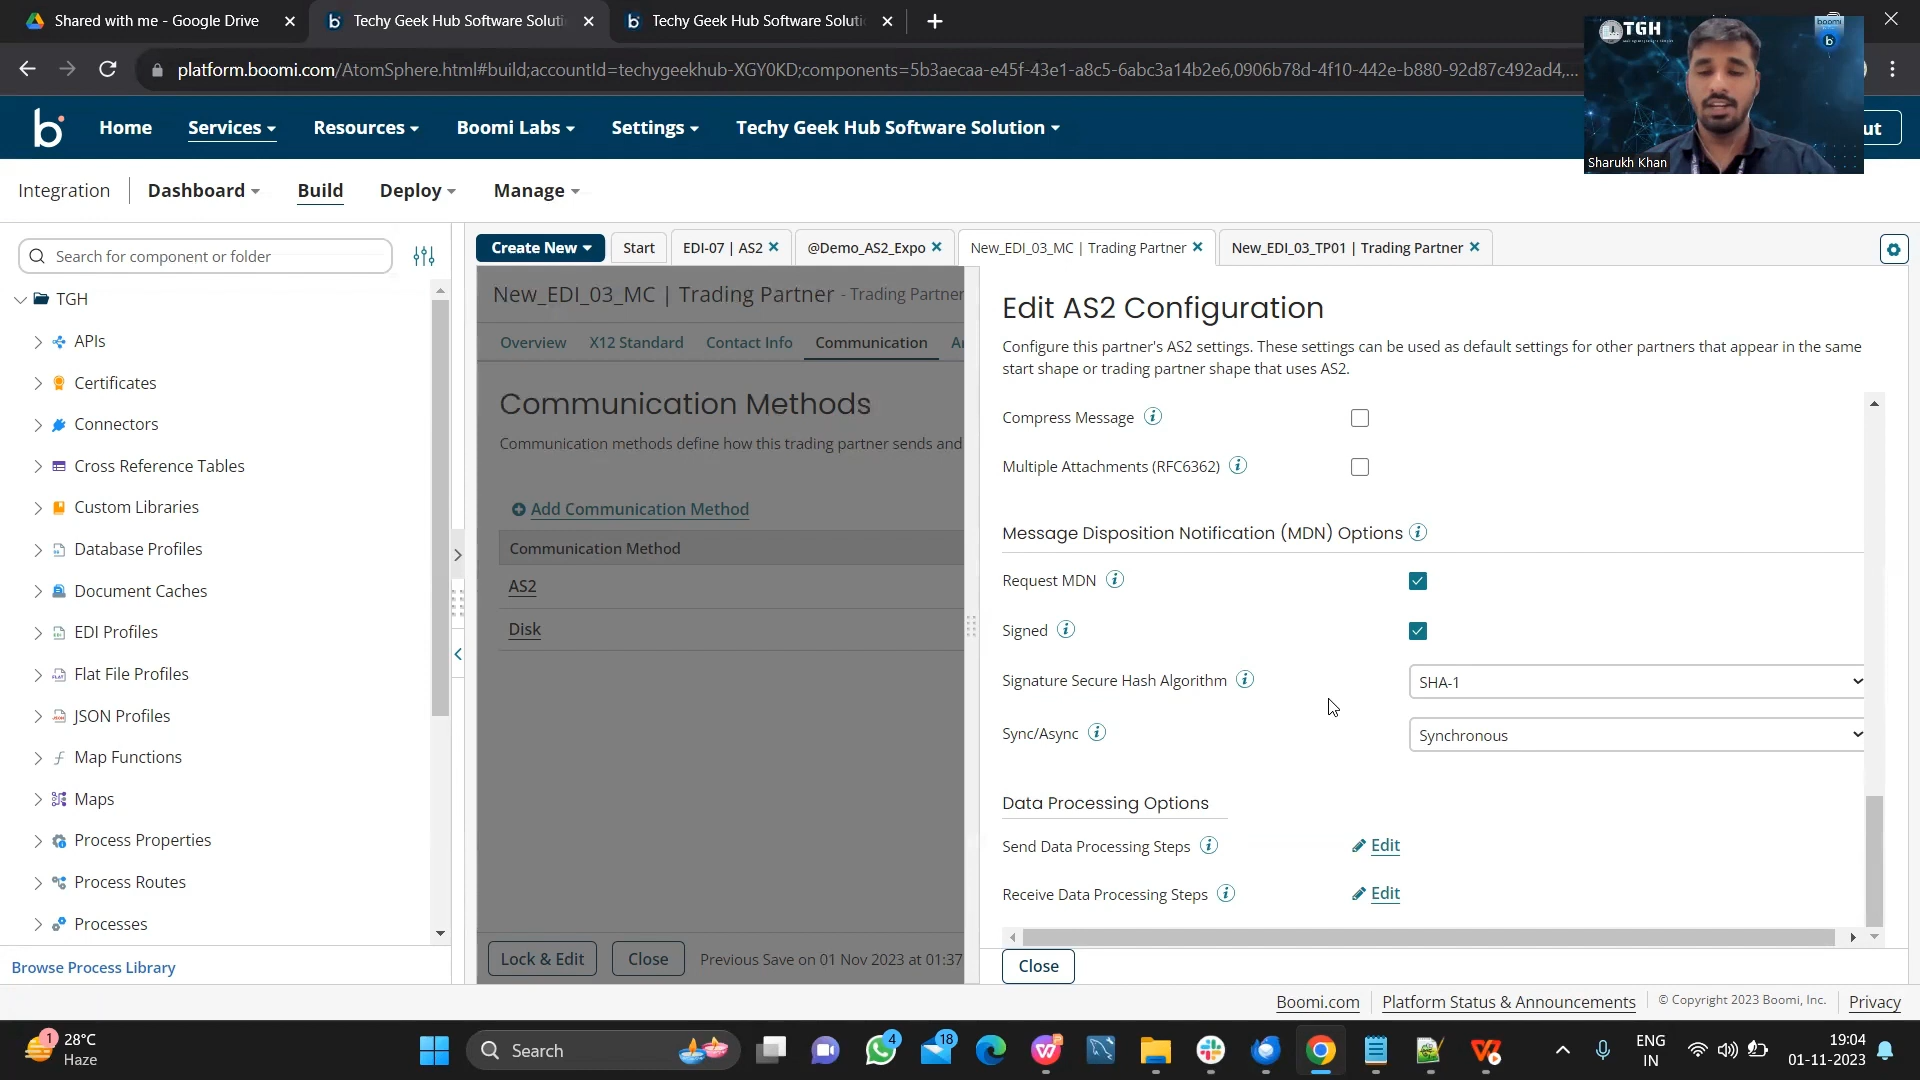 Shared with me - Google Drive
Techy Geek Hub Software Soluti
Techy Geek Hub Software Soluti
platform.boomi.com/AtomSphere.html#build;accountId=techygeekhub-XGY0KD;components=5b3aecaa-e45f-43e1-a8c5-6abc3a14b2e6,0906b78d-4f10-442e-b880-92d87c492ad4,...
TGH
boomi
b
Sharukh Khan
b
Home
Services
Resources
Boomi Labs
Settings
Techy Geek Hub Software Solution
ut
Integration
Dashboard
Build
Deploy
Manage
Search for component or folder
Create New
Start
EDI-07 | AS2
@Demo_AS2_Expo
New_EDI_03_MC | Trading Partner
New_EDI_03_TP01 | Trading Partner
TGH
APIs
Certificates
Connectors
Cross Reference Tables
Custom Libraries
Database Profiles
Document Caches
EDI Profiles
Flat File Profiles
JSON Profiles
Map Functions
Maps
Process Properties
Process Routes
Processes
Browse Process Library
New_EDI_03_MC | Trading Partner - Trading Partner
Overview
X12 Standard
Contact Info
Communication
Communication Methods
Communication methods define how this trading partner sends and
Add Communication Method
Communication Method
AS2
Disk
Lock & Edit
Close
Previous Save on 01 Nov 2023 at 01:37
Edit AS2 Configuration
Configure this partner's AS2 settings. These settings can be used as default settings for other partners that appear in the same
start shape or trading partner shape that uses AS2.
Compress Message
Multiple Attachments (RFC6362)
Message Disposition Notification (MDN) Options
Request MDN
Signed
Signature Secure Hash Algorithm
SHA-1
Sync/Async
Synchronous
Data Processing Options
Send Data Processing Steps
Edit
Receive Data Processing Steps
Edit
Close
Boomi.com
Platform Status & Announcements
© Copyright 2023 Boomi, Inc.
Privacy
1
28°C
Haze
Search
4
18
ENG
IN
19:04
01-11-2023